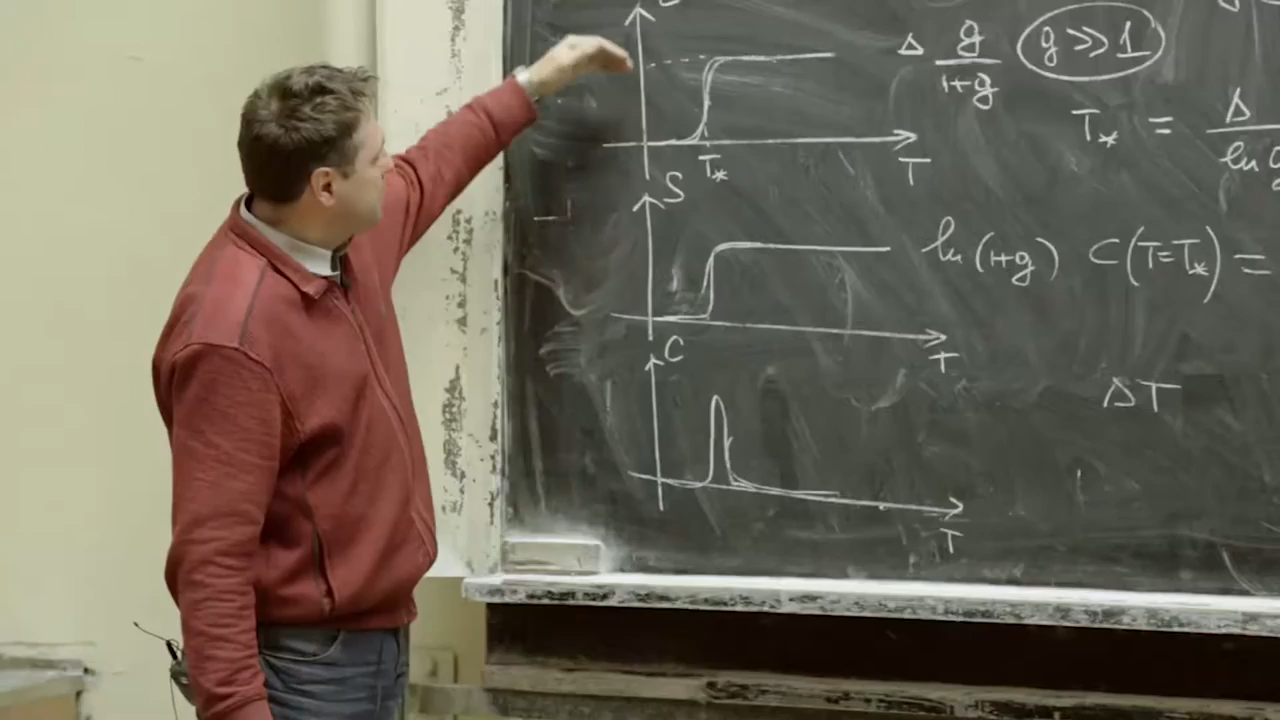 Δ g/1+g g ≫ 1
T* = Δ/ln g
T* T
S
ln(1+g) C(T=T*) =
T
C
ΔT
T